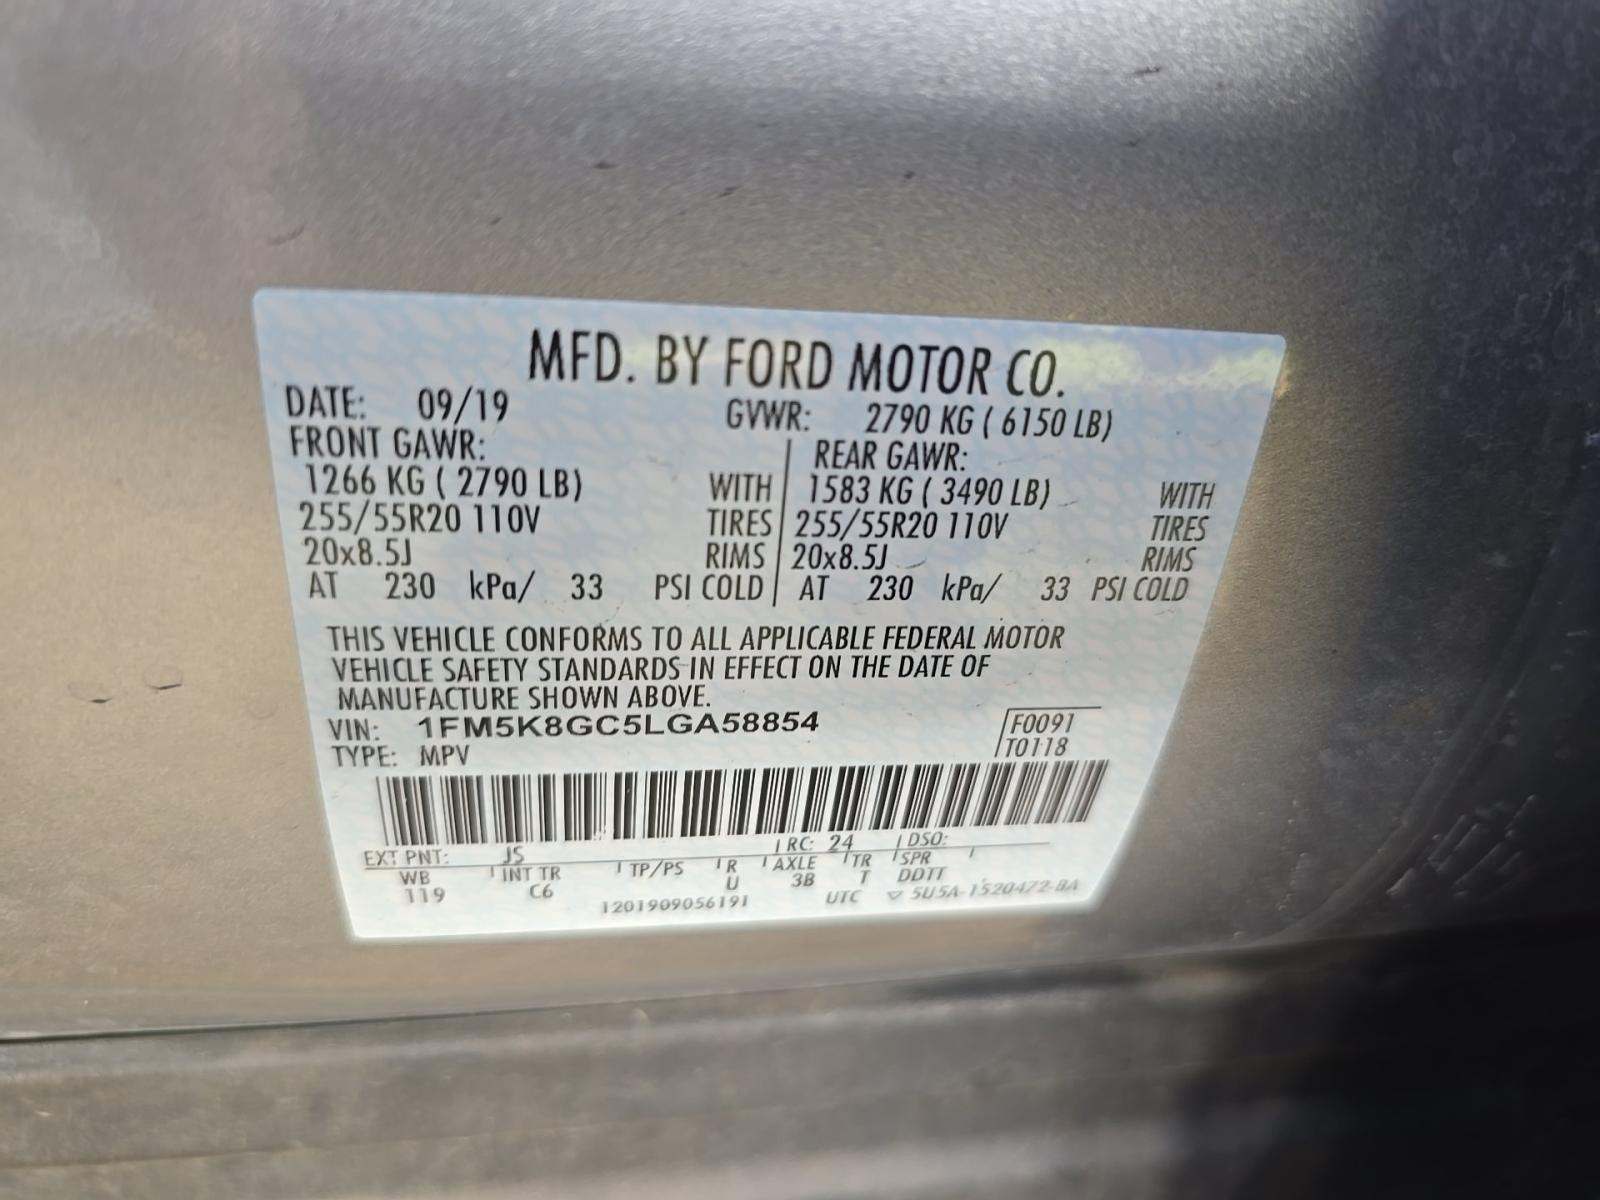 MFD. BY FORD MOTOR CO.
DATE: 09/19 GVWR: 2790 KG ( 6150 LB)
FRONT GAWR: REAR GAWR:
1266 KG ( 2790 LB) WITH 1583 KG ( 3490 LB) WITH
255/55R20 110V TIRES 255/55R20 110V TIRES
20x8.5J RIMS 20x8.5J RIMS
AT 230 kPa/ 33 PSI COLD AT 230 kPa/ 33 PSI COLD
THIS VEHICLE CONFORMS TO ALL APPLICABLE FEDERAL MOTOR
VEHICLE SAFETY STANDARDS IN EFFECT ON THE DATE OF
MANUFACTURE SHOWN ABOVE.
VIN: 1FM5K8GC5LGA58854 F0091
TYPE: MPV T0118
EXT PNT: JS RC: 24 DSO:
WB INT TR TP/PS R AXLE TR SPR
119 C6 U 3B T DDTT
1201909056191 UTC ▽ 5U5A-1520472-BA